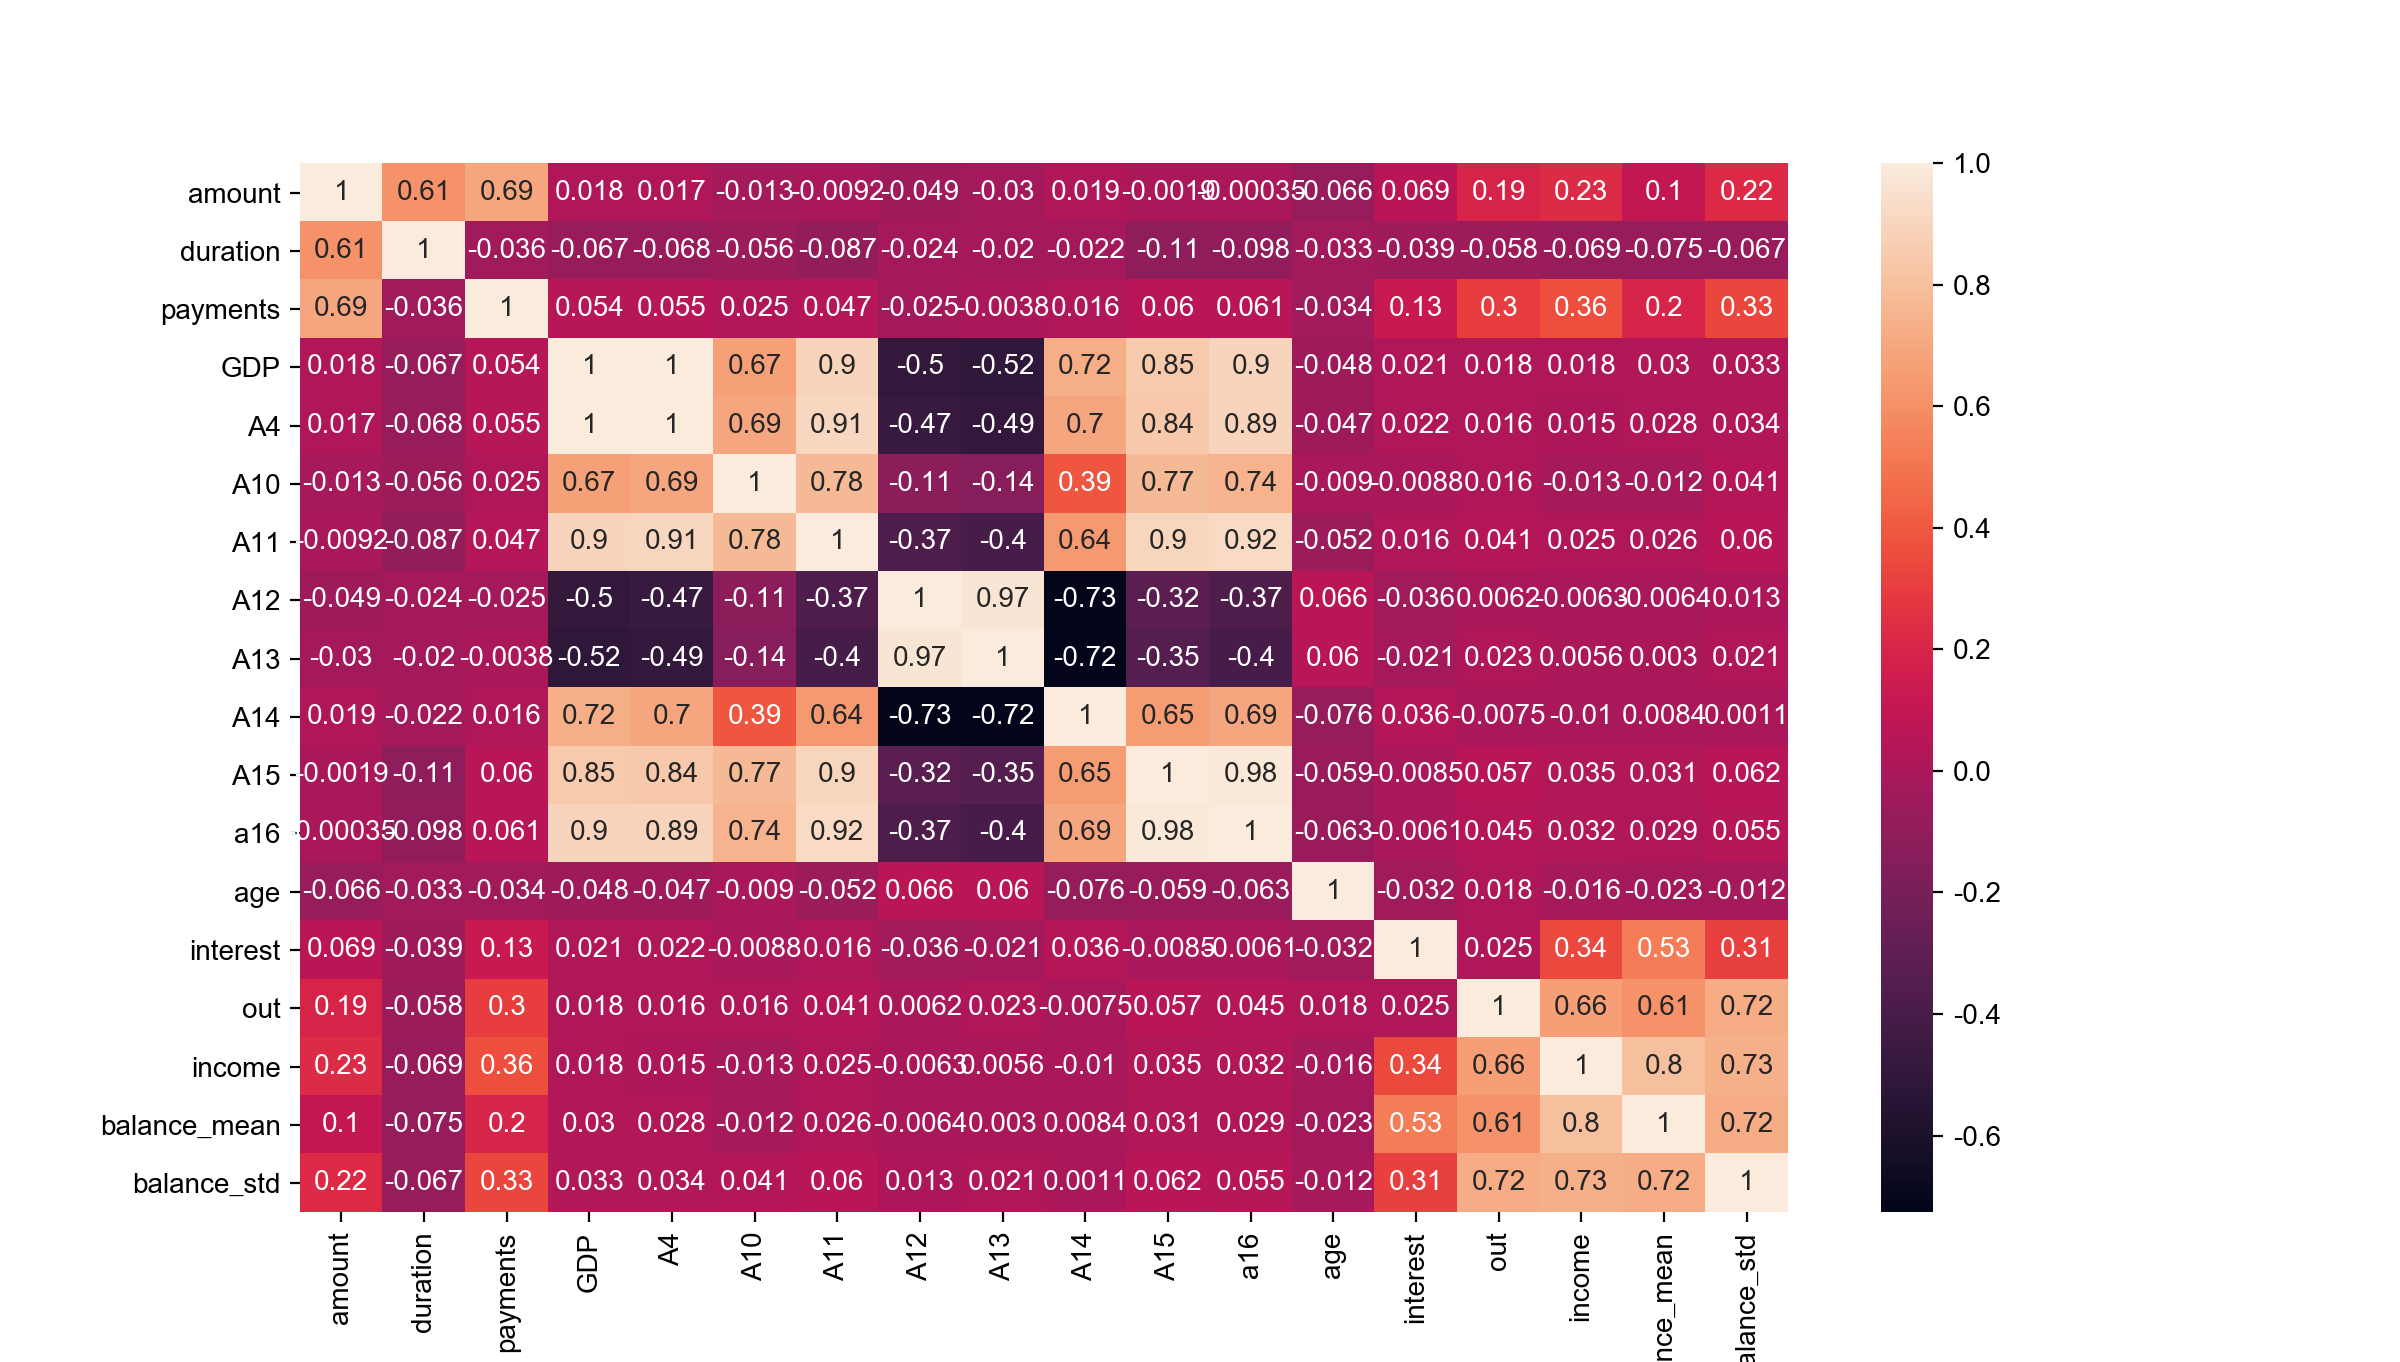 amount 1 0.61 0.69 0.018 0.017 -0.013 -0.0092 -0.049 -0.03 0.019 -0.0019 -0.00035 -0.066 0.069 0.19 0.23 0.1 0.22
duration 0.61 1 -0.036 -0.067 -0.068 -0.056 -0.087 -0.024 -0.02 -0.022 -0.11 -0.098 -0.033 -0.039 -0.058 -0.069 -0.075 -0.067
payments 0.69 -0.036 1 0.054 0.055 0.025 0.047 -0.025 -0.0038 0.016 0.06 0.061 -0.034 0.13 0.3 0.36 0.2 0.33
GDP 0.018 -0.067 0.054 1 1 0.67 0.9 -0.5 -0.52 0.72 0.85 0.9 -0.048 0.021 0.018 0.018 0.03 0.033
A4 0.017 -0.068 0.055 1 1 0.69 0.91 -0.47 -0.49 0.7 0.84 0.89 -0.047 0.022 0.016 0.015 0.028 0.034
A10 -0.013 -0.056 0.025 0.67 0.69 1 0.78 -0.11 -0.14 0.39 0.77 0.74 -0.009 -0.0088 0.016 -0.013 -0.012 0.041
A11 -0.0092 -0.087 0.047 0.9 0.91 0.78 1 -0.37 -0.4 0.64 0.9 0.92 -0.052 0.016 0.041 0.025 0.026 0.06
A12 -0.049 -0.024 -0.025 -0.5 -0.47 -0.11 -0.37 1 0.97 -0.73 -0.32 -0.37 0.066 -0.036 0.0062 -0.0063 -0.0064 0.013
A13 -0.03 -0.02 -0.0038 -0.52 -0.49 -0.14 -0.4 0.97 1 -0.72 -0.35 -0.4 0.06 -0.021 0.023 0.0056 0.003 0.021
A14 0.019 -0.022 0.016 0.72 0.7 0.39 0.64 -0.73 -0.72 1 0.65 0.69 -0.076 0.036 -0.0075 -0.01 0.0084 0.0011
A15 -0.0019 -0.11 0.06 0.85 0.84 0.77 0.9 -0.32 -0.35 0.65 1 0.98 -0.059 -0.0085 0.057 0.035 0.031 0.062
a16 -0.00035 -0.098 0.061 0.9 0.89 0.74 0.92 -0.37 -0.4 0.69 0.98 1 -0.063 -0.0061 0.045 0.032 0.029 0.055
age -0.066 -0.033 -0.034 -0.048 -0.047 -0.009 -0.052 0.066 0.06 -0.076 -0.059 -0.063 1 -0.032 0.018 -0.016 -0.023 -0.012
interest 0.069 -0.039 0.13 0.021 0.022 -0.0088 0.016 -0.036 -0.021 0.036 -0.0085 -0.0061 -0.032 1 0.025 0.34 0.53 0.31
out 0.19 -0.058 0.3 0.018 0.016 0.016 0.041 0.0062 0.023 -0.0075 0.057 0.045 0.018 0.025 1 0.66 0.61 0.72
income 0.23 -0.069 0.36 0.018 0.015 -0.013 0.025 -0.0063 0.0056 -0.01 0.035 0.032 -0.016 0.34 0.66 1 0.8 0.73
balance_mean 0.1 -0.075 0.2 0.03 0.028 -0.012 0.026 -0.0064 0.003 0.0084 0.031 0.029 -0.023 0.53 0.61 0.8 1 0.72
balance_std 0.22 -0.067 0.33 0.033 0.034 0.041 0.06 0.013 0.021 0.0011 0.062 0.055 -0.012 0.31 0.72 0.73 0.72 1
amount duration payments GDP A4 A10 A11 A12 A13 A14 A15 a16 age interest out income nce_mean alance_std
1.0
0.8
0.6
0.4
0.2
0.0
-0.2
-0.4
-0.6